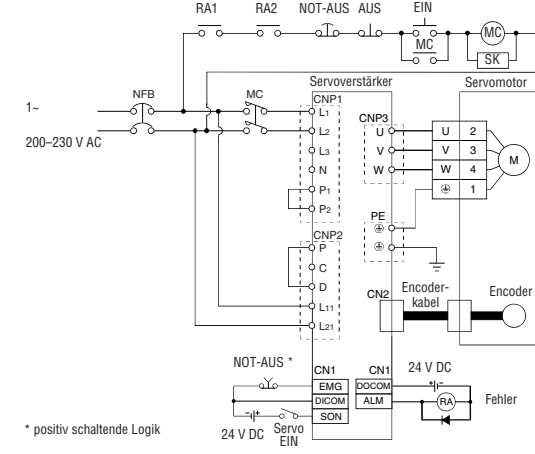 RA1 RA2 NOT-AUS AUS EIN
MC
MC
SK
Servoverstärker
Servomotor
NFB
MC
1~
200–230 V AC
CNP1
L1
L2
L3
N
P1
P2
CNP2
P
C
D
L11
L21
CNP3
U
V
W
PE
CN2
U 2
V 3
W 4
1
M
Encoder-
kabel
Encoder
NOT-AUS *
CN1
EMG
DICOM
SON
24 V DC
Servo
EIN
CN1
DOCOM
ALM
24 V DC
RA
Fehler
* positiv schaltende Logik